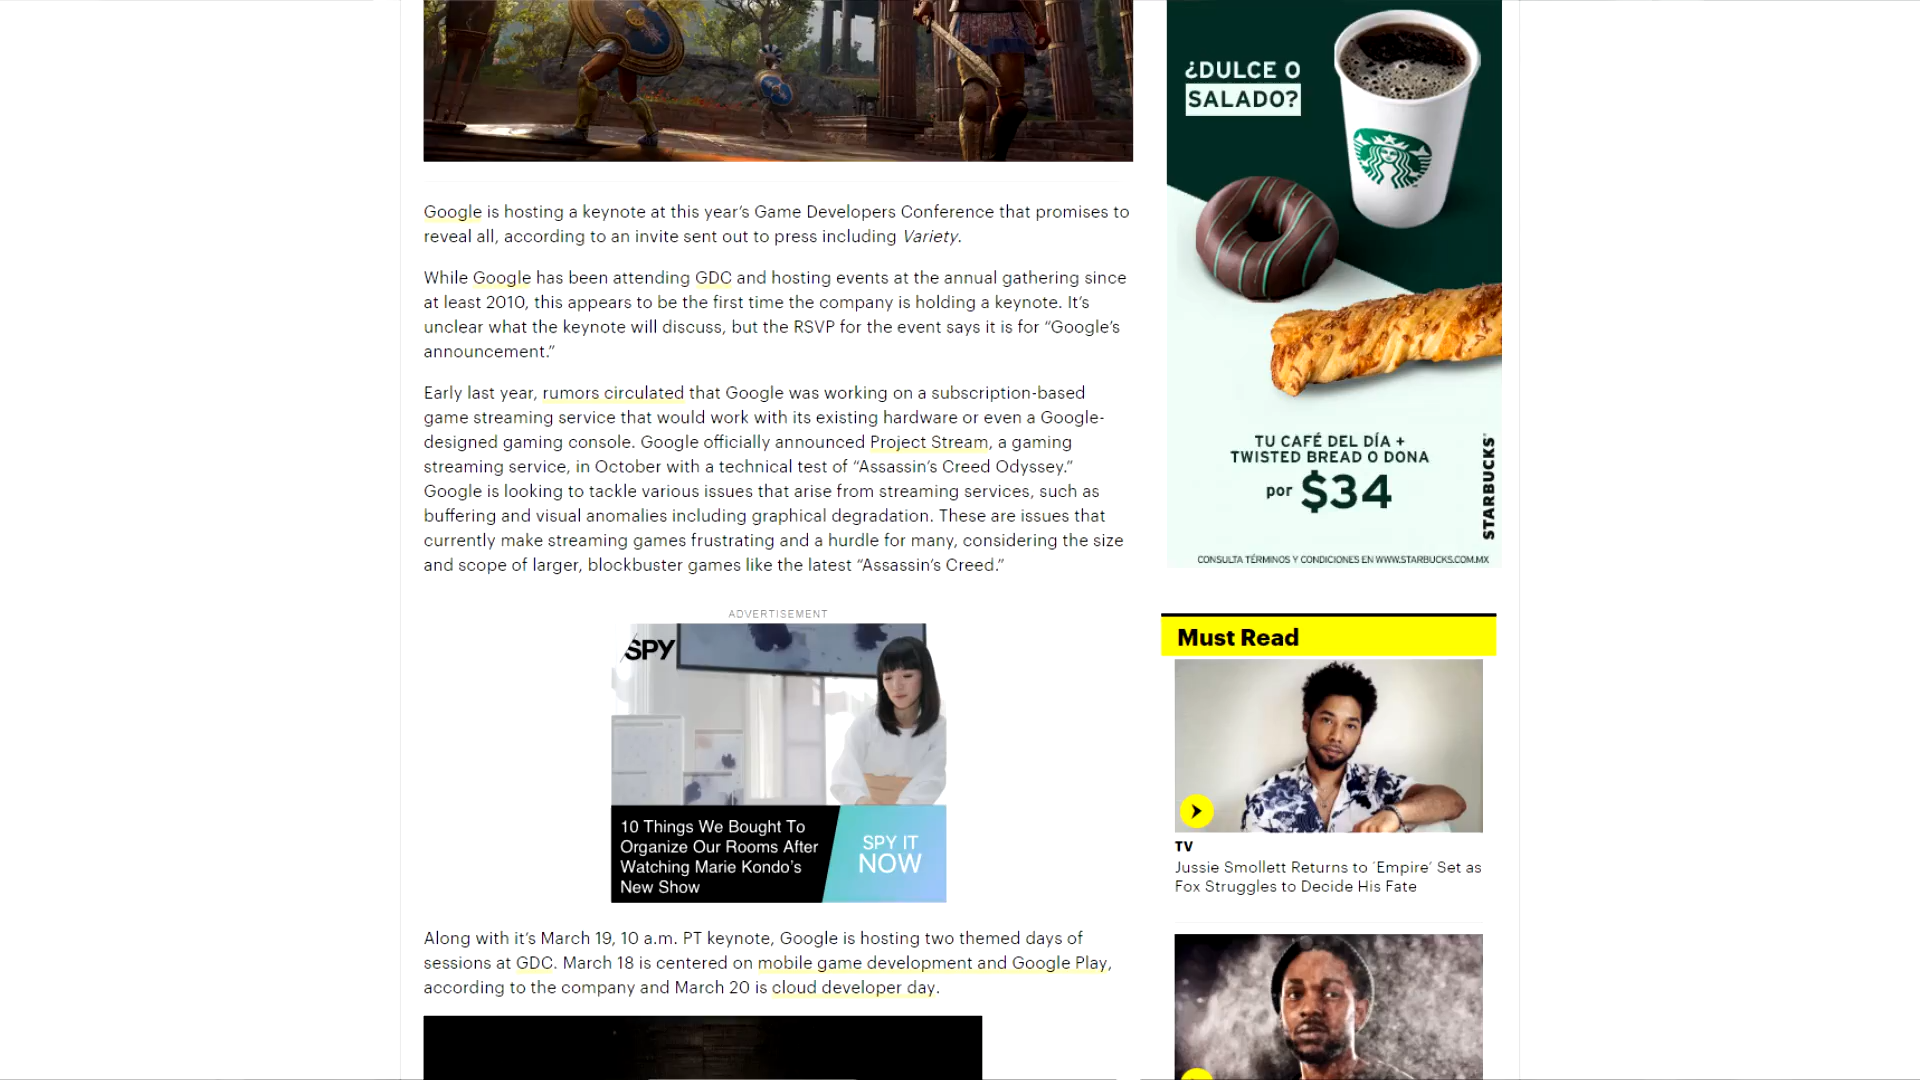 Google is hosting a keynote at this year’s Game Developers Conference that promises to
reveal all, according to an invite sent out to press including Variety.
While Google has been attending GDC and hosting events at the annual gathering since
at least 2010, this appears to be the first time the company is holding a keynote. It’s
unclear what the keynote will discuss, but the RSVP for the event says it is for “Google’s
announcement.”
Early last year, rumors circulated that Google was working on a subscription-based
game streaming service that would work with its existing hardware or even a Google-
designed gaming console. Google officially announced Project Stream, a gaming
streaming service, in October with a technical test of “Assassin’s Creed Odyssey.”
Google is looking to tackle various issues that arise from streaming services, such as
buffering and visual anomalies including graphical degradation. These are issues that
currently make streaming games frustrating and a hurdle for many, considering the size
and scope of larger, blockbuster games like the latest “Assassin’s Creed.”
ADVERTISEMENT
SPY
10 Things We Bought To
Organize Our Rooms After
Watching Marie Kondo’s
New Show
SPY IT
NOW
Along with it’s March 19, 10 a.m. PT keynote, Google is hosting two themed days of
sessions at GDC. March 18 is centered on mobile game development and Google Play,
according to the company and March 20 is cloud developer day.
¿DULCE O
SALADO?
TU CAFÉ DEL DÍA +
TWISTED BREAD O DONA
por $34
STARBUCKS
CONSULTA TÉRMINOS Y CONDICIONES EN WWW.STARBUCKS.COM.MX
Must Read
TV
Jussie Smollett Returns to ‘Empire’ Set as
Fox Struggles to Decide His Fate